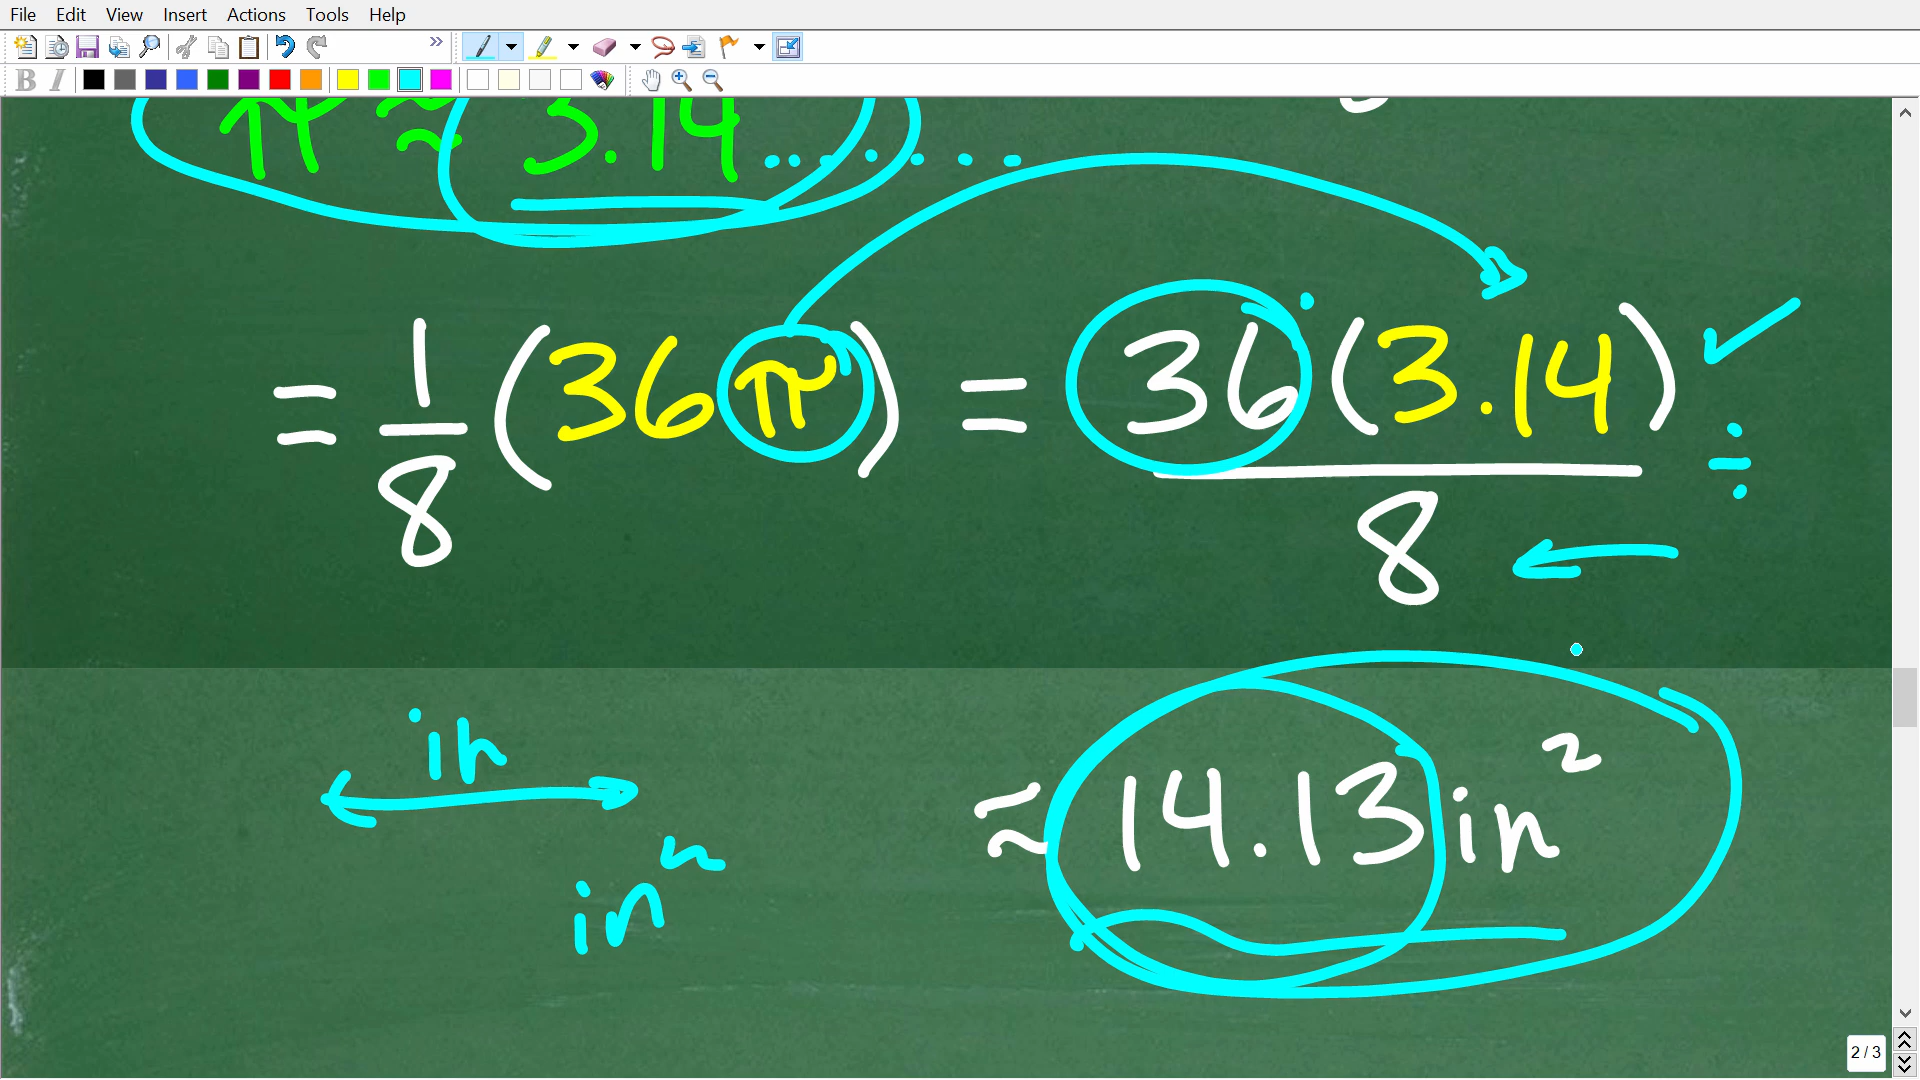 File Edit View Insert Actions Tools Help
B I
π ≈ 3.14.......
= 1/8 (36π) = 36(3.14)/8 ✓
÷
in
≈ 14.13 in²
in²
2 / 3